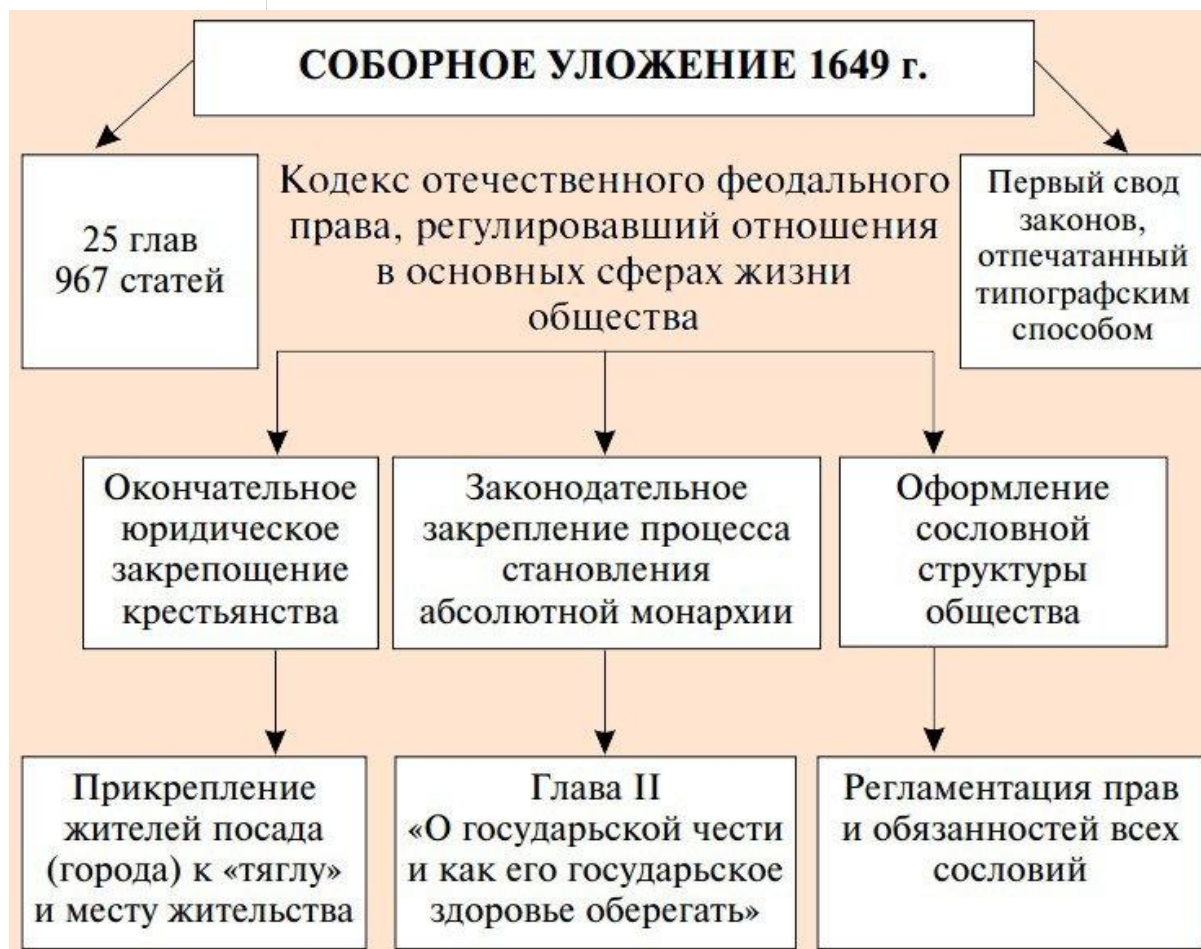 СОБОРНОЕ УЛОЖЕНИЕ 1649 г.
25 глав
967 статей
Кодекс отечественного феодального
права, регулировавший отношения
в основных сферах жизни
общества
Первый свод
законов,
отпечатанный
типографским
способом
Окончательное
юридическое
закрепощение
крестьянства
Законодательное
закрепление процесса
становления
абсолютной монархии
Оформление
сословной
структуры
общества
Прикрепление
жителей посада
(города) к «тяглу»
и месту жительства
Глава II
«О государьской чести
и как его государьское
здоровье оберегать»
Регламентация прав
и обязанностей всех
сословий